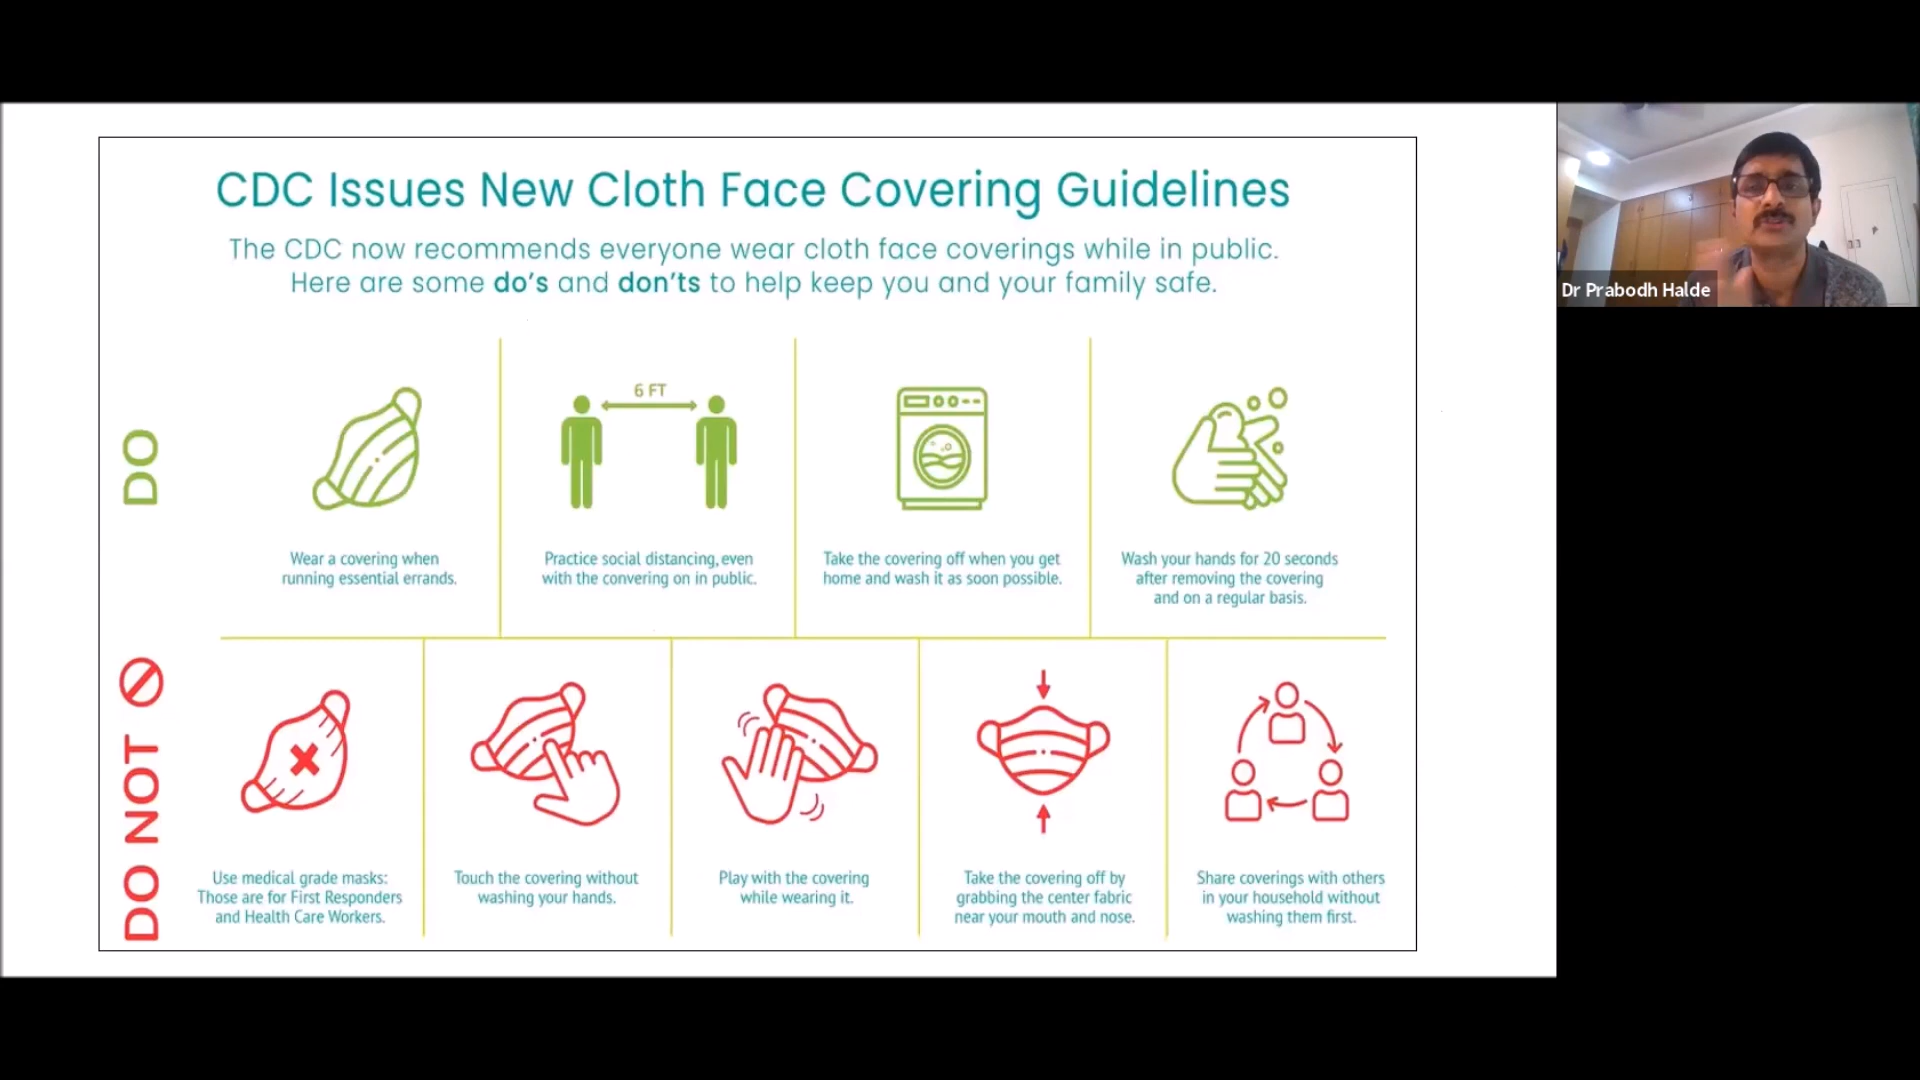 CDC Issues New Cloth Face Covering Guidelines
The CDC now recommends everyone wear cloth face coverings while in public.
Here are some do's and don'ts to help keep you and your family safe.
DO
6 FT
Wear a covering when
running essential errands.
Practice social distancing, even
with the convering on in public.
Take the covering off when you get
home and wash it as soon possible.
Wash your hands for 20 seconds
after removing the covering
and on a regular basis.
DO NOT
Use medical grade masks:
Those are for First Responders
and Health Care Workers.
Touch the covering without
washing your hands.
Play with the covering
while wearing it.
Take the covering off by
grabbing the center fabric
near your mouth and nose.
Share coverings with others
in your household without
washing them first.
Dr Prabodh Halde